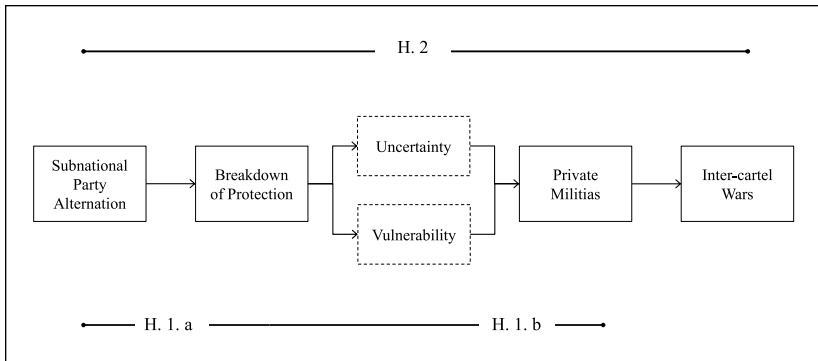 H. 2
Subnational
Party
Alternation
Breakdown
of Protection
Uncertainty
Vulnerability
Private
Militias
Inter-cartel
Wars
H. 1. a
H. 1. b